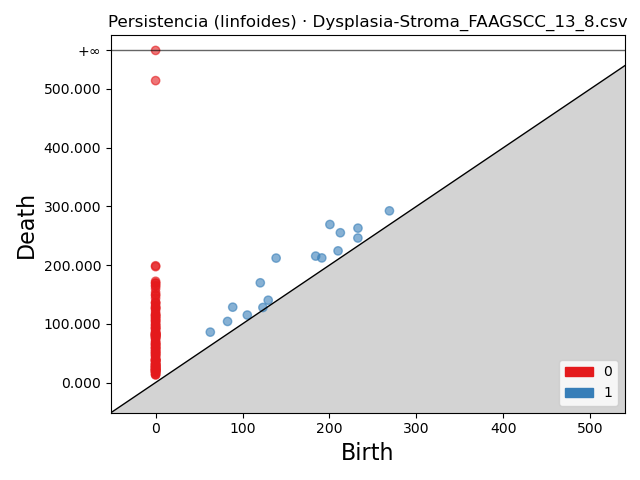 Persistencia (linfoides) · Dysplasia-Stroma_FAAGSCC_13_8.csv
+∞
500.000
400.000
300.000
200.000
100.000
0.000
Death
0 100 200 300 400 500
Birth
0
1